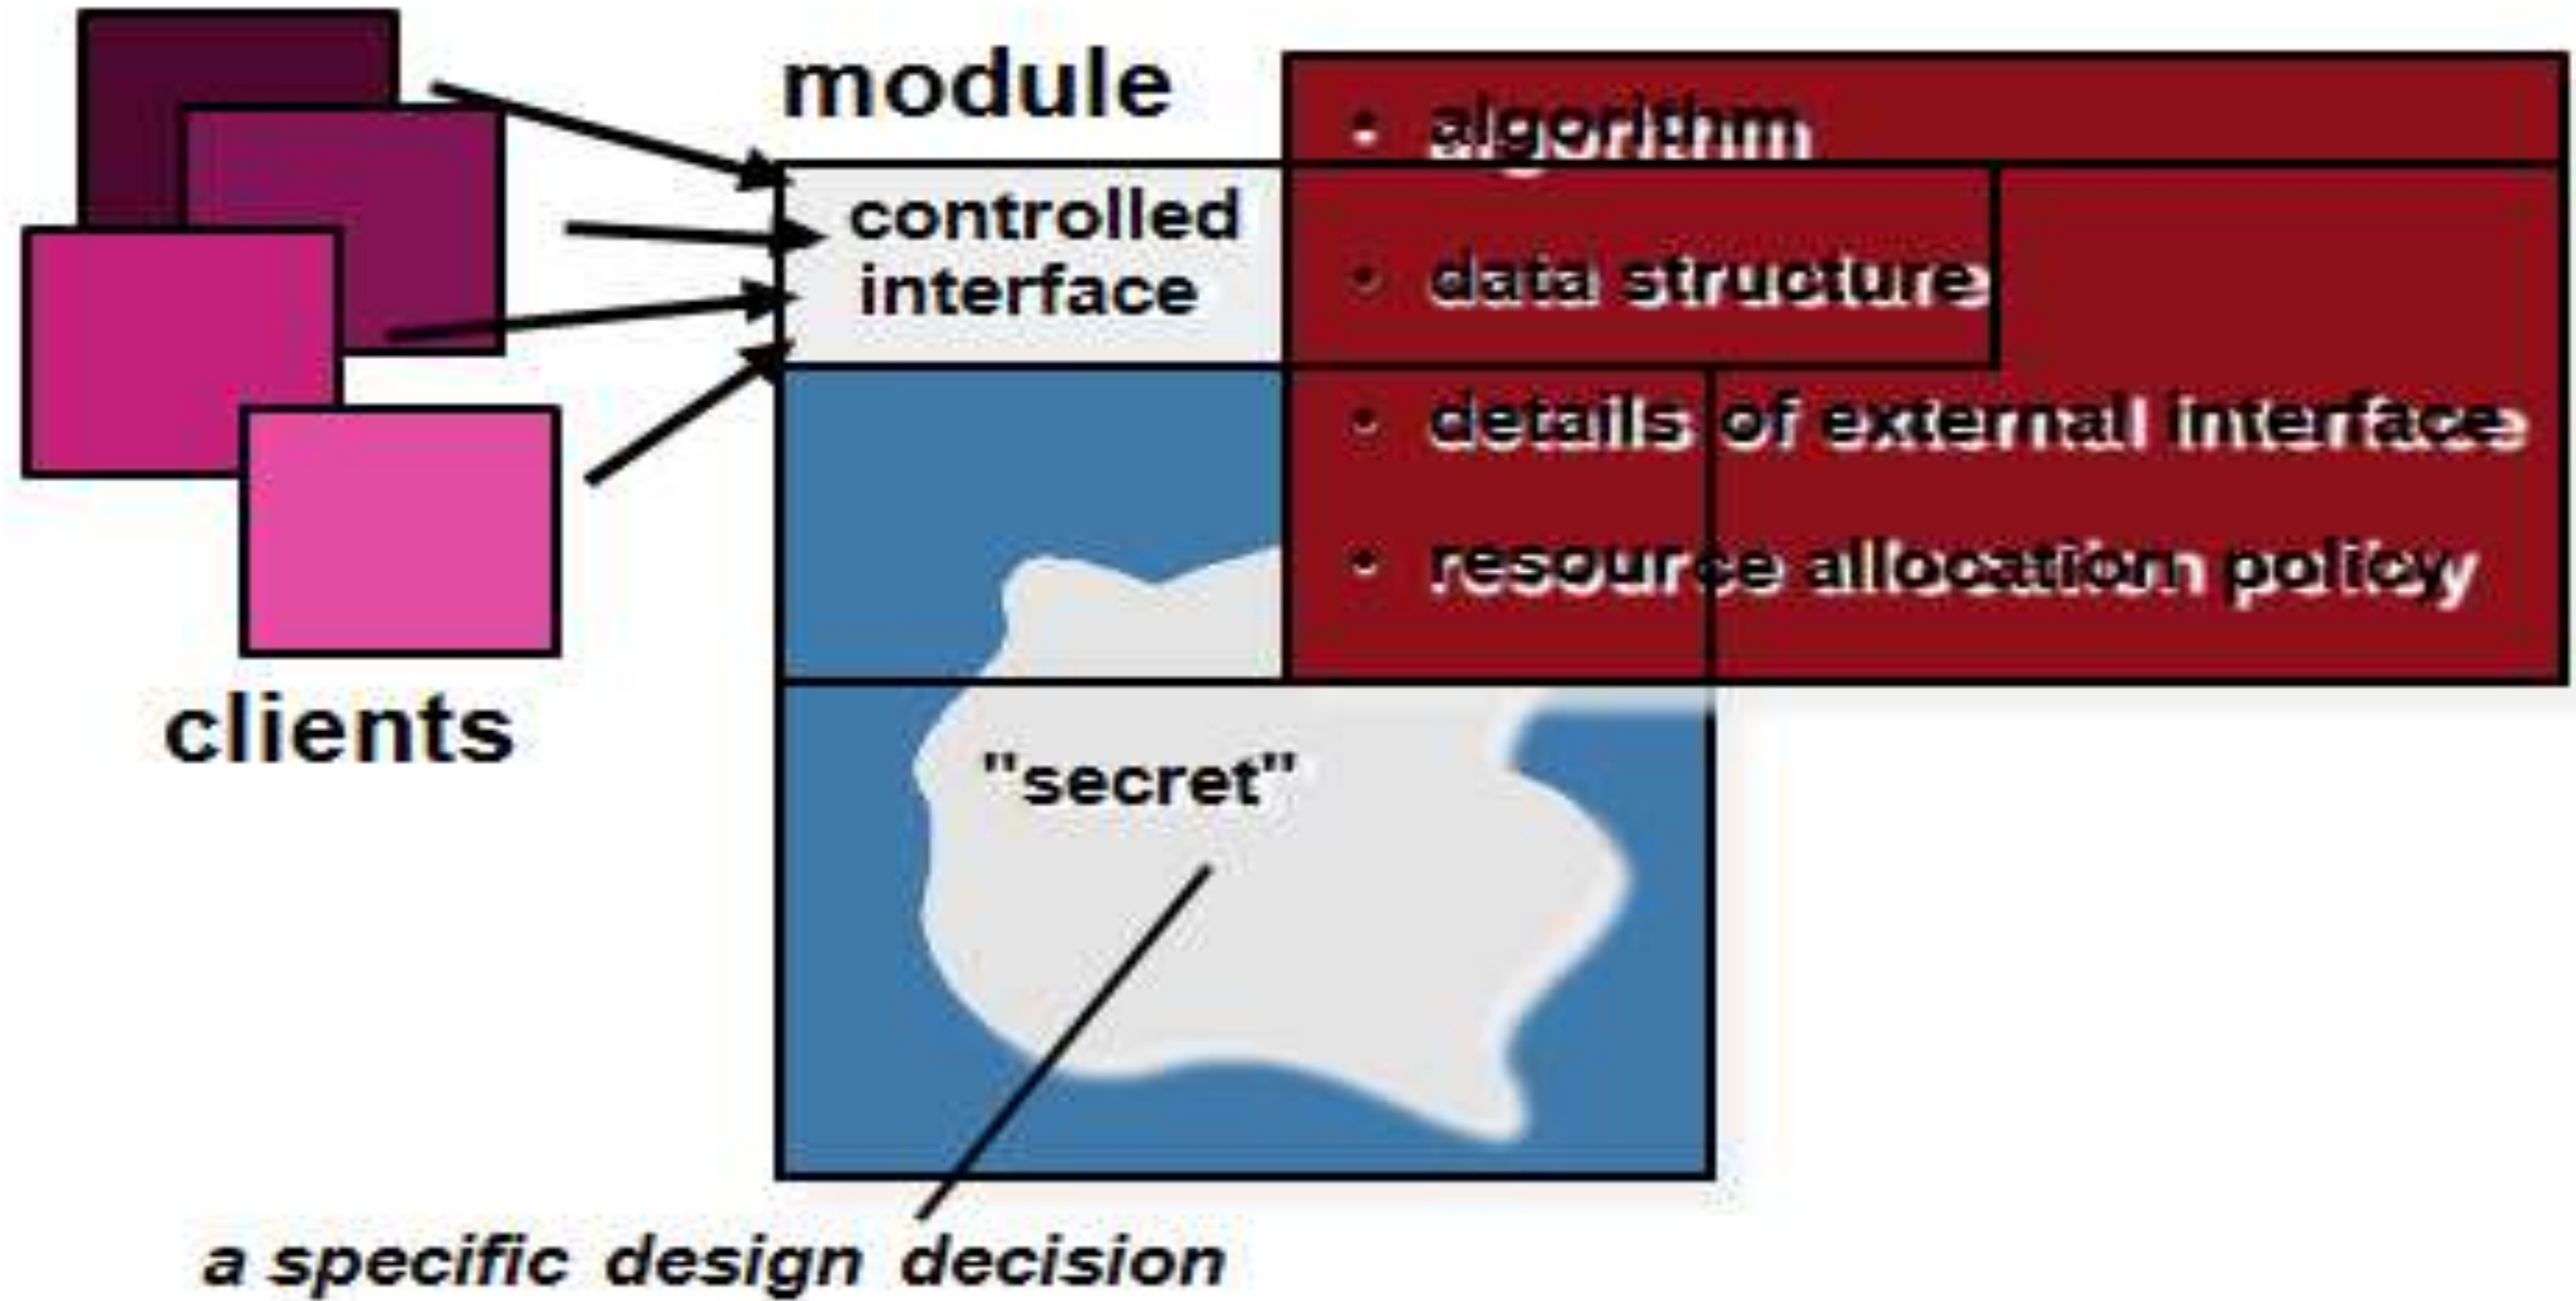 module
• algorithm
controlled
interface
• data structure
• details of external interface
• resource allocation policy
clients
"secret"
a specific design decision